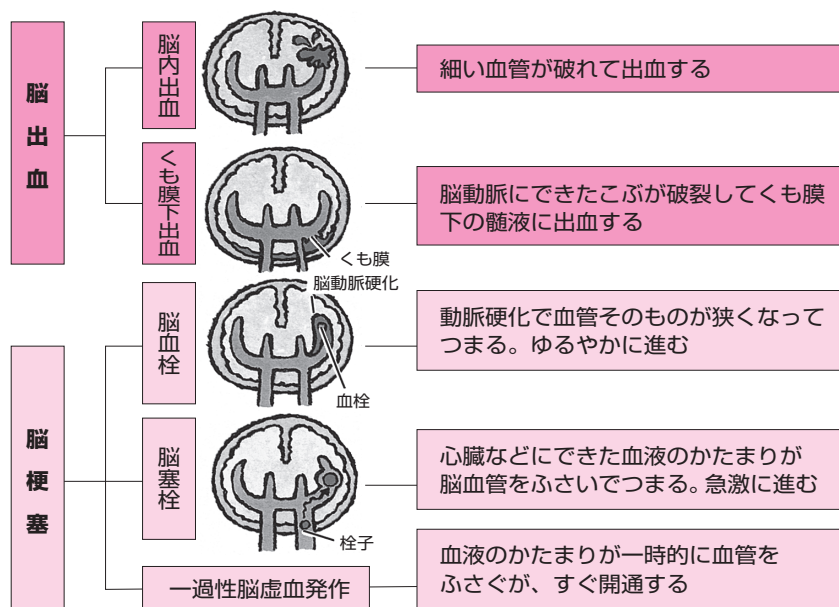 脳出血
脳内出血
細い血管が破れて出血する
くも膜下出血
脳動脈にできたこぶが破裂してくも膜
下の髄液に出血する
くも膜
脳動脈硬化
脳梗塞
脳血栓
動脈硬化で血管そのものが狭くなって
つまる。ゆるやかに進む
血栓
脳塞栓
心臓などにできた血液のかたまりが
脳血管をふさいでつまる。急激に進む
栓子
一過性脳虚血発作
血液のかたまりが一時的に血管を
ふさぐが、すぐ開通する